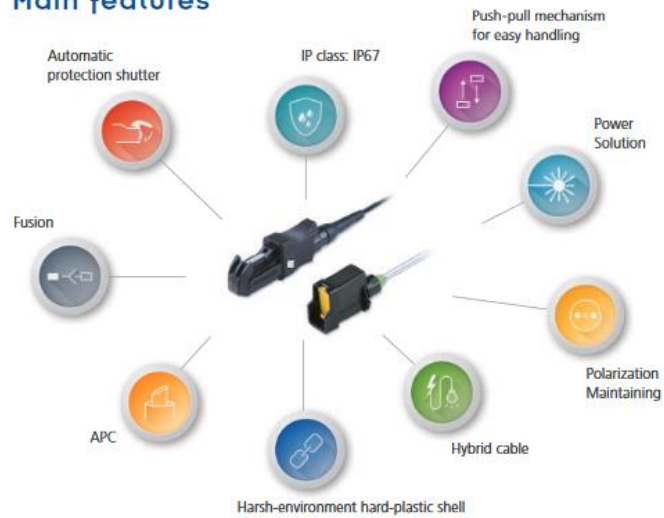 Main features
Push-pull mechanism
for easy handling
Automatic
protection shutter
IP class: IP67
Power
Solution
Fusion
Polarization
Maintaining
APC
Hybrid cable
Harsh-environment hard-plastic shell